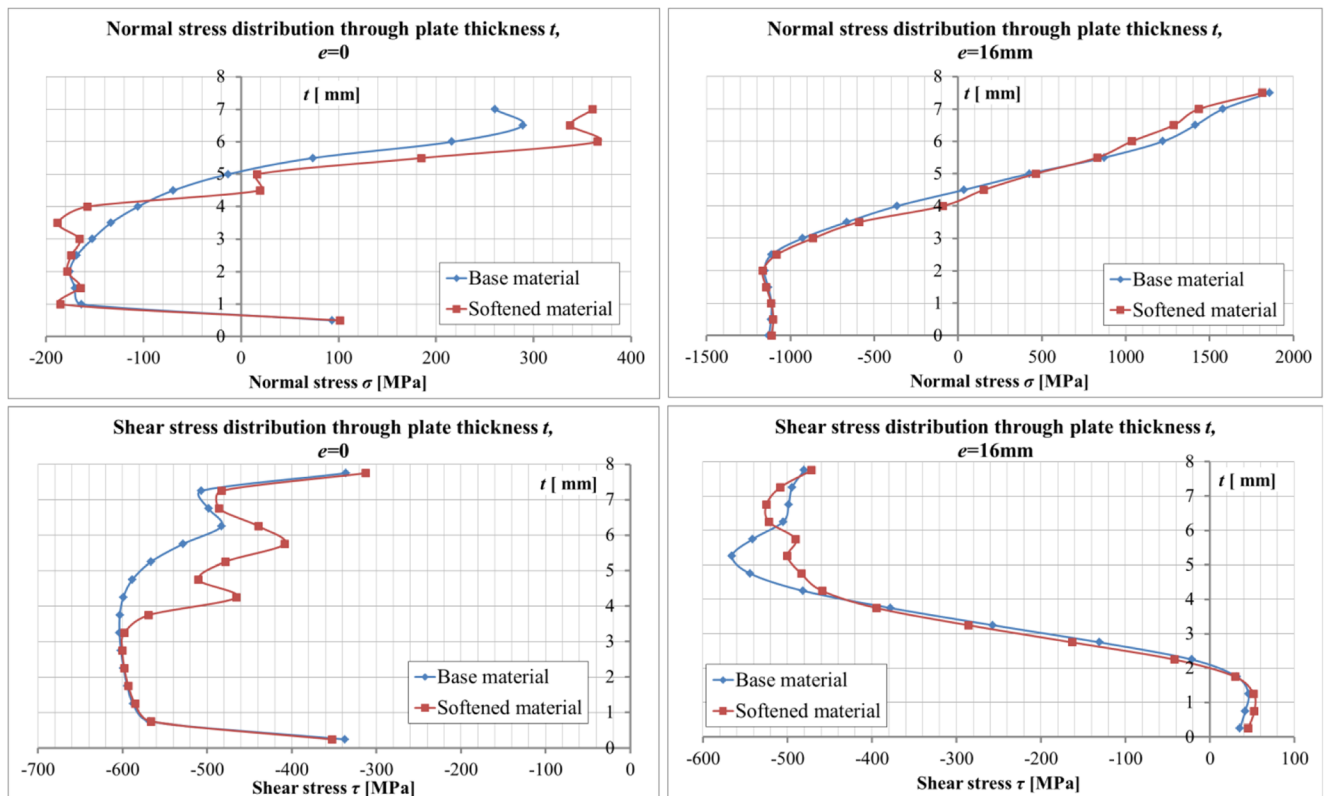 Normal stress distribution through plate thickness t,
e=0
8
t [ mm]
7
6
5
4
3
2
1
0
Base material
Softened material
-200 -100 0 100 200 300 400
Normal stress σ [MPa]
Normal stress distribution through plate thickness t,
e=16mm
8
t [ mm]
7
6
5
4
3
2
1
0
Base material
Softened material
-1500 -1000 -500 0 500 1000 1500 2000
Normal stress σ [MPa]
Shear stress distribution through plate thickness t,
e=0
8
t [ mm]
7
6
5
4
3
2
1
0
Base material
Softened material
-700 -600 -500 -400 -300 -200 -100 0
Shear stress τ [MPa]
Shear stress distribution through plate thickness t,
e=16mm
8
t [ mm]
7
6
5
4
3
2
1
0
Base material
Softened material
-600 -500 -400 -300 -200 -100 0 100
Shear stress τ [MPa]